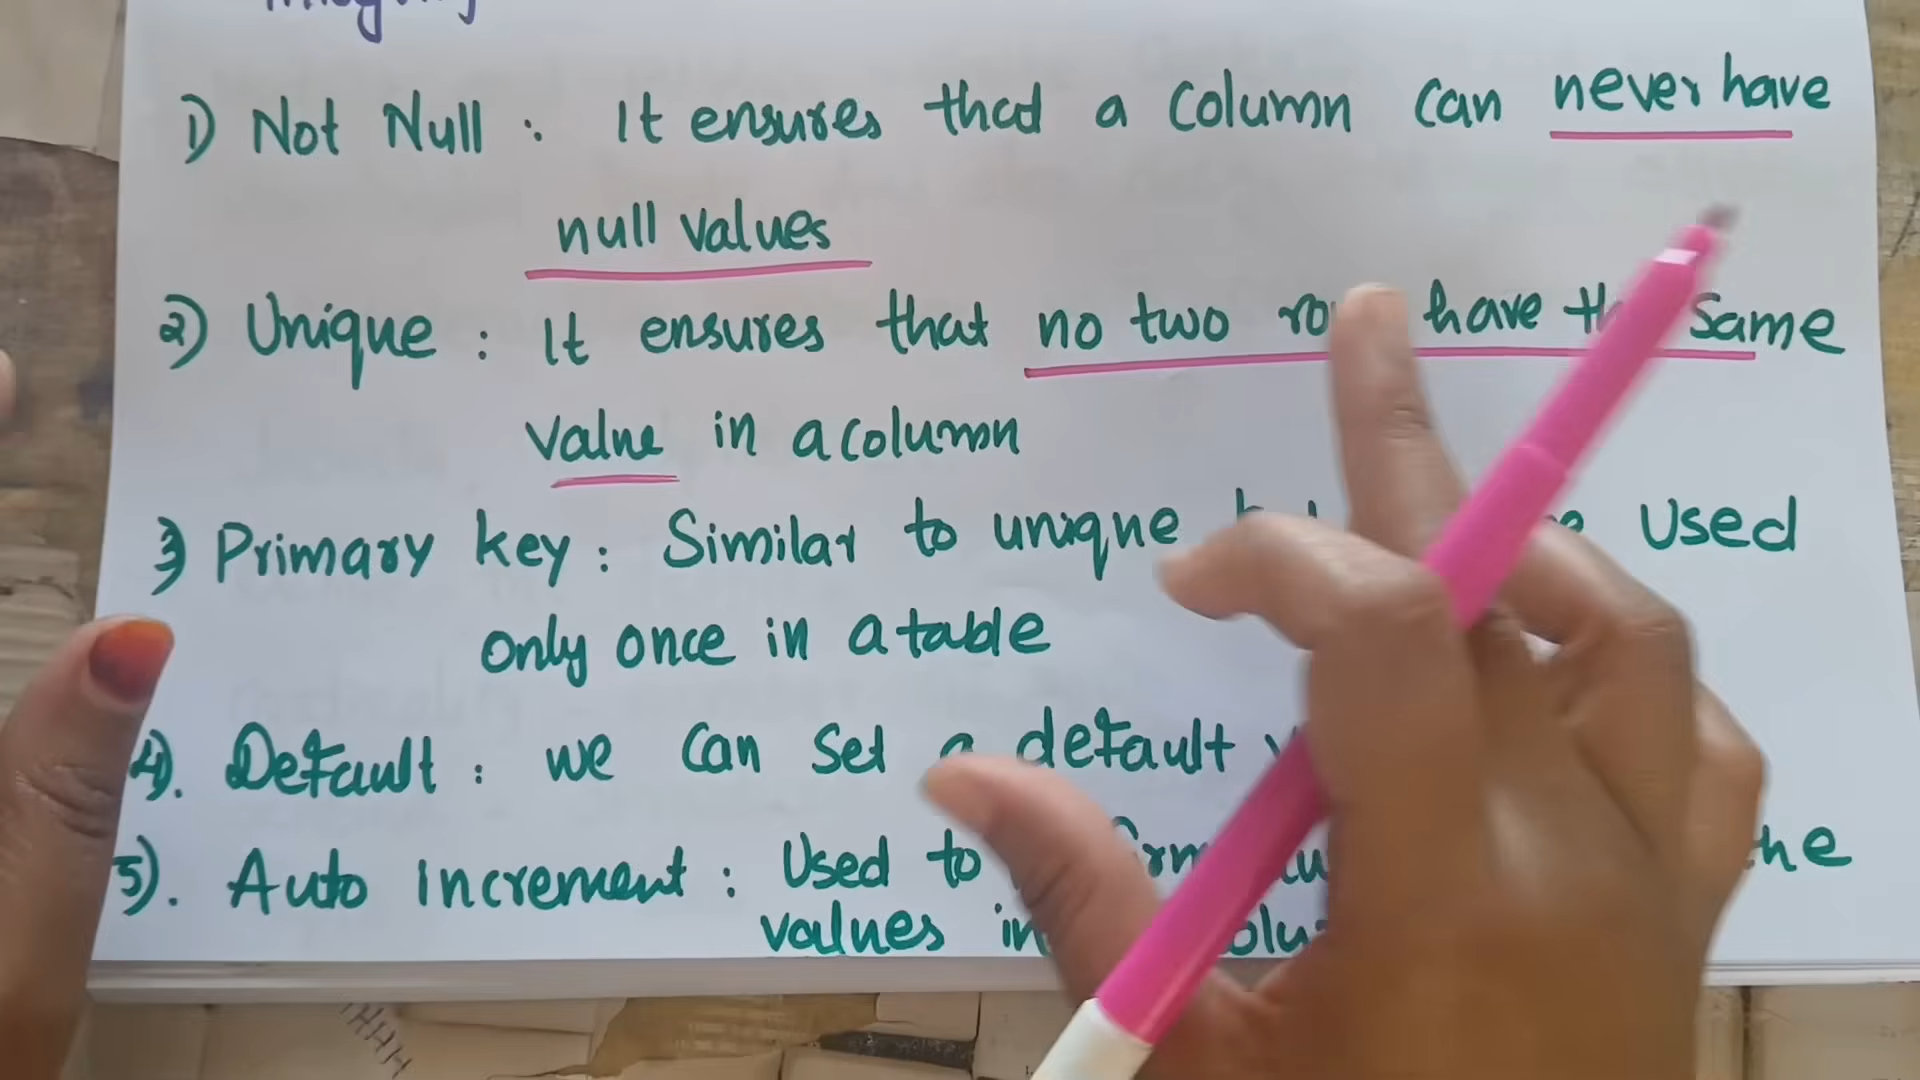 1) Not Null : It ensures that a column can never have
null values
2) Unique : It ensures that no two have same
value in a column
3) Primary key : Similar to unique used
only once in a table
4). Default : we can set a default
5). Auto increment : Used to the
values in